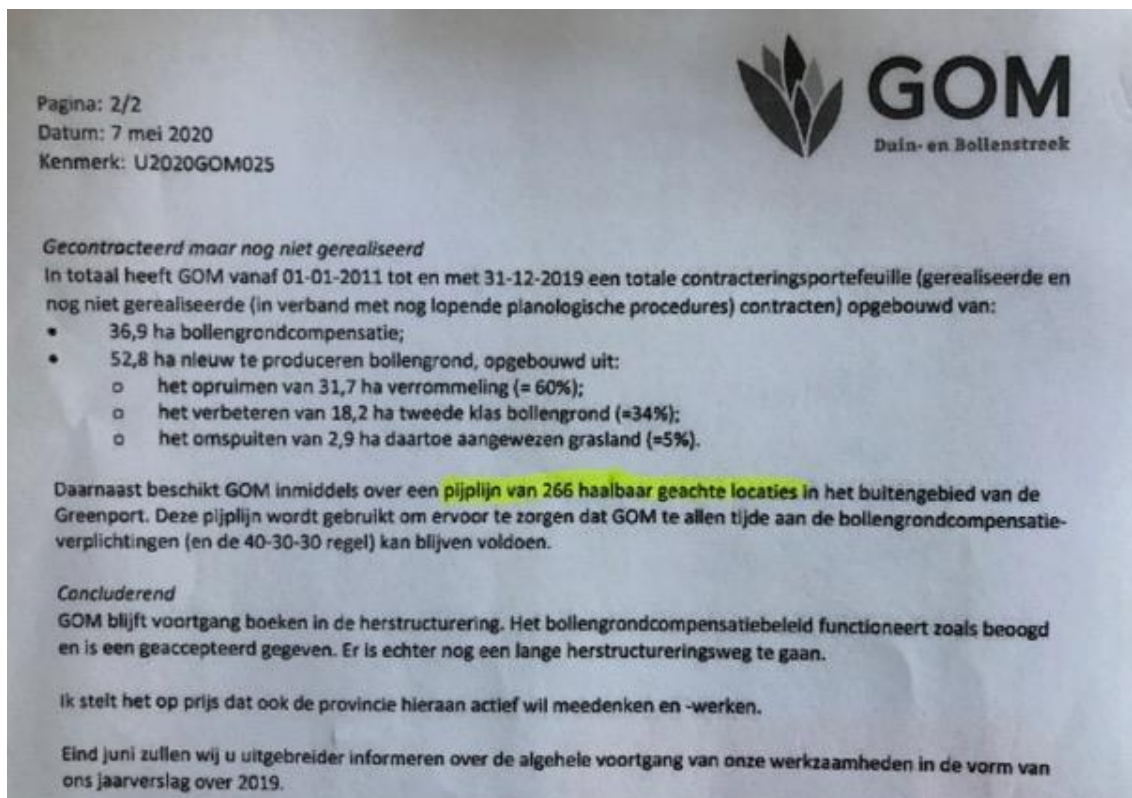 GOM
Duin- en Bollenstreek
Pagina: 2/2
Datum: 7 mei 2020
Kenmerk: U2020GOM025
Gecontracteerd maar nog niet gerealiseerd
In totaal heeft GOM vanaf 01-01-2011 tot en met 31-12-2019 een totale contracteringsportefeuille (gerealiseerde en
nog niet gerealiseerde (in verband met nog lopende planologische procedures) contracten) opgebouwd van:
• 36,9 ha bollengrondcompensatie;
• 52,8 ha nieuw te produceren bollengrond, opgebouwd uit:
o het opruimen van 31,7 ha verrommeling (= 60%);
o het verbeteren van 18,2 ha tweede klas bollengrond (=34%);
o het omspuiten van 2,9 ha daartoe aangewezen grasland (=5%).
Daarnaast beschikt GOM inmiddels over een pijplijn van 266 haalbaar geachte locaties in het buitengebied van de
Greenport. Deze pijplijn wordt gebruikt om ervoor te zorgen dat GOM te allen tijde aan de bollengrondcompensatie-
verplichtingen (en de 40-30-30 regel) kan blijven voldoen.
Concluderend
GOM blijft voortgang boeken in de herstructurering. Het bollengrondcompensatiebeleid functioneert zoals beoogd
en is een geaccepteerd gegeven. Er is echter nog een lange herstructureringsweg te gaan.
Ik stelt het op prijs dat ook de provincie hieraan actief wil meedenken en -werken.
Eind juni zullen wij u uitgebreider informeren over de algehele voortgang van onze werkzaamheden in de vorm van
ons jaarverslag over 2019.